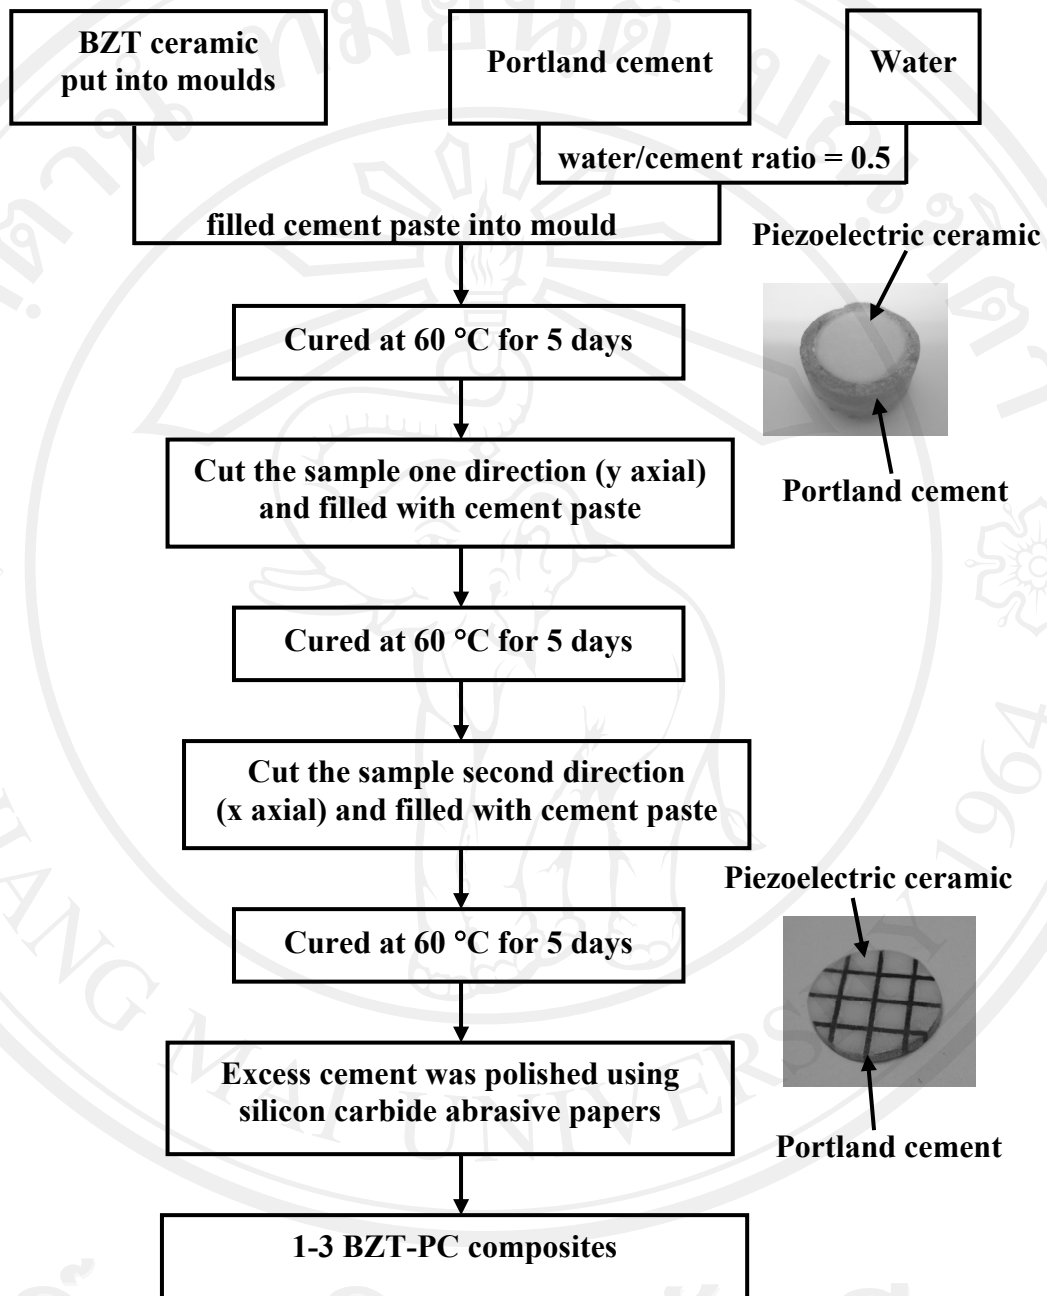 BZT ceramic
put into moulds
Portland cement
Water
water/cement ratio = 0.5
filled cement paste into mould
Piezoelectric ceramic
Cured at 60 °C for 5 days
Portland cement
Cut the sample one direction (y axial)
and filled with cement paste
Cured at 60 °C for 5 days
Cut the sample second direction
(x axial) and filled with cement paste
Piezoelectric ceramic
Cured at 60 °C for 5 days
Portland cement
Excess cement was polished using
silicon carbide abrasive papers
1-3 BZT-PC composites
MAI UNIVERSITY 1964